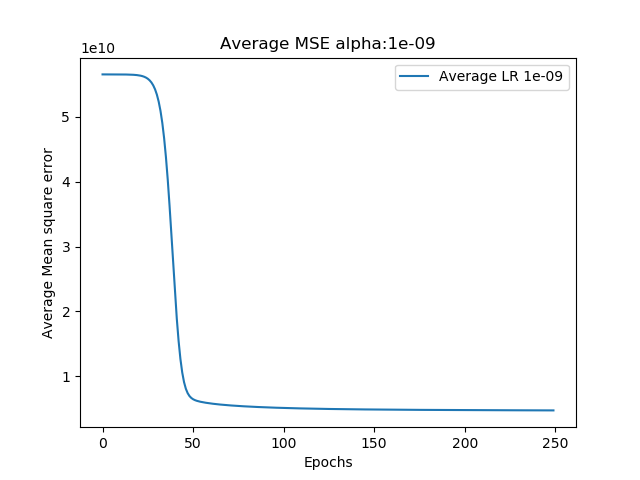 Average MSE alpha:1e-09
1e10
Average LR 1e-09
5
4
3
2
1
Average Mean square error
0 50 100 150 200 250
Epochs